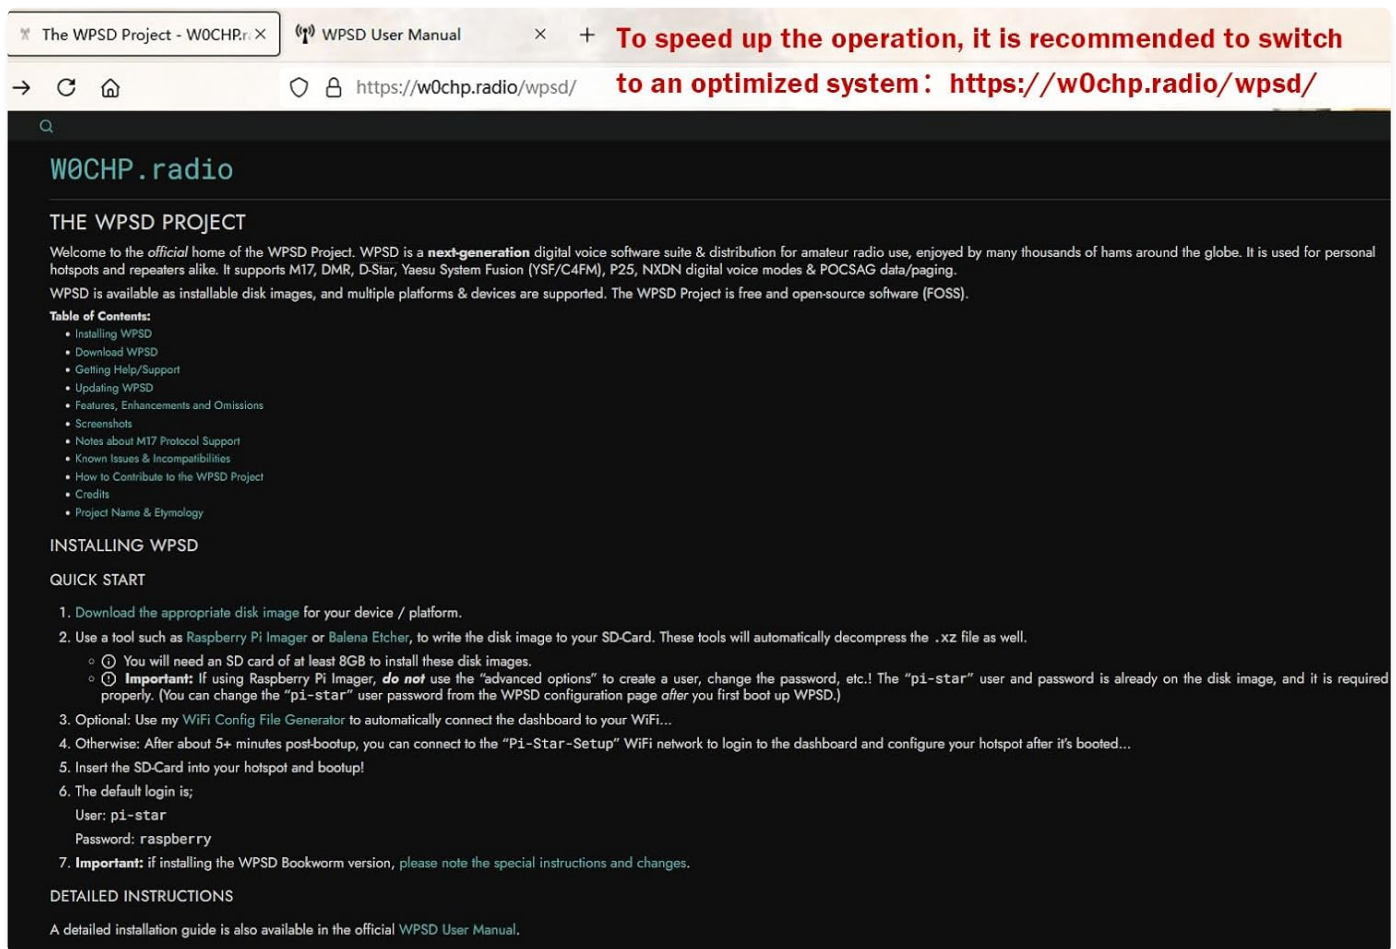 The WPSD Project - W0CHP.r
WPSD User Manual
To speed up the operation, it is recommended to switch
to an optimized system：https://w0chp.radio/wpsd/
https://w0chp.radio/wpsd/
W0CHP.radio
THE WPSD PROJECT
Welcome to the official home of the WPSD Project. WPSD is a next-generation digital voice software suite & distribution for amateur radio use, enjoyed by many thousands of hams around the globe. It is used for personal
hotspots and repeaters alike. It supports M17, DMR, D-Star, Yaesu System Fusion (YSF/C4FM), P25, NXDN digital voice modes & POCSAG data/paging.
WPSD is available as installable disk images, and multiple platforms & devices are supported. The WPSD Project is free and open-source software (FOSS).
Table of Contents:
• Installing WPSD
• Download WPSD
• Getting Help/Support
• Updating WPSD
• Features, Enhancements and Omissions
• Screenshots
• Notes about M17 Protocol Support
• Known Issues & Incompatibilities
• How to Contribute to the WPSD Project
• Credits
• Project Name & Etymology
INSTALLING WPSD
QUICK START
1. Download the appropriate disk image for your device / platform.
2. Use a tool such as Raspberry Pi Imager or Balena Etcher, to write the disk image to your SD-Card. These tools will automatically decompress the .xz file as well.
You will need an SD card of at least 8GB to install these disk images.
Important: If using Raspberry Pi Imager, do not use the “advanced options” to create a user, change the password, etc.! The “pi-star” user and password is already on the disk image, and it is required
properly. (You can change the “pi-star” user password from the WPSD configuration page after you first boot up WPSD.)
3. Optional: Use my WiFi Config File Generator to automatically connect the dashboard to your WiFi...
4. Otherwise: After about 5+ minutes post-bootup, you can connect to the “Pi-Star-Setup” WiFi network to login to the dashboard and configure your hotspot after it's booted...
5. Insert the SD-Card into your hotspot and bootup!
6. The default login is;
User: pi-star
Password: raspberry
7. Important: if installing the WPSD Bookworm version, please note the special instructions and changes.
DETAILED INSTRUCTIONS
A detailed installation guide is also available in the official WPSD User Manual.